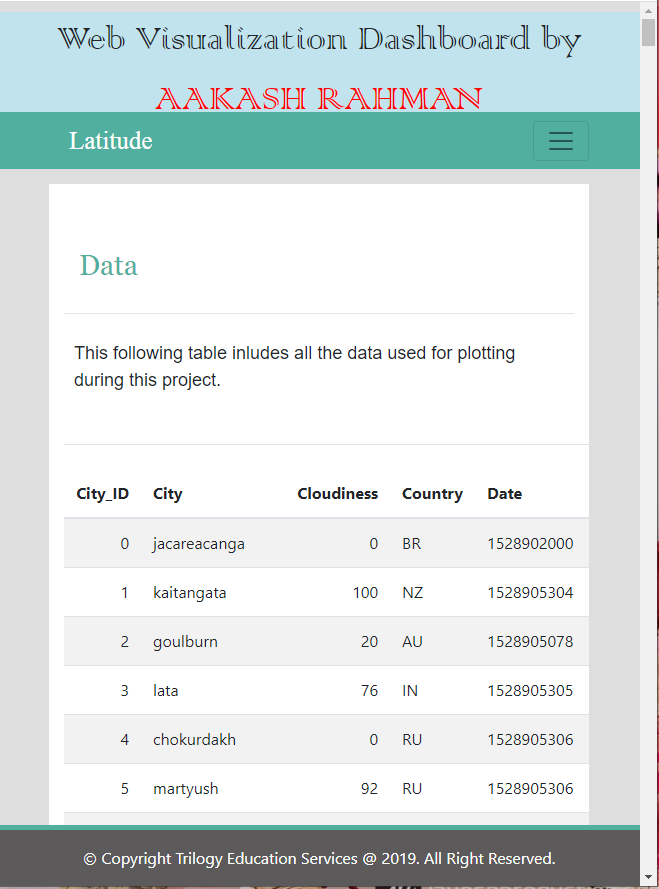 Web Visualization Dashboard by
AAKASH RAHMAN
Latitude
Data
This following table inludes all the data used for plotting
during this project.
City_ID City Cloudiness Country Date
0 jacareacanga 0 BR 1528902000
1 kaitangata 100 NZ 1528905304
2 goulburn 20 AU 1528905078
3 lata 76 IN 1528905305
4 chokurdakh 0 RU 1528905306
5 martyush 92 RU 1528905306
© Copyright Trilogy Education Services @ 2019. All Right Reserved.